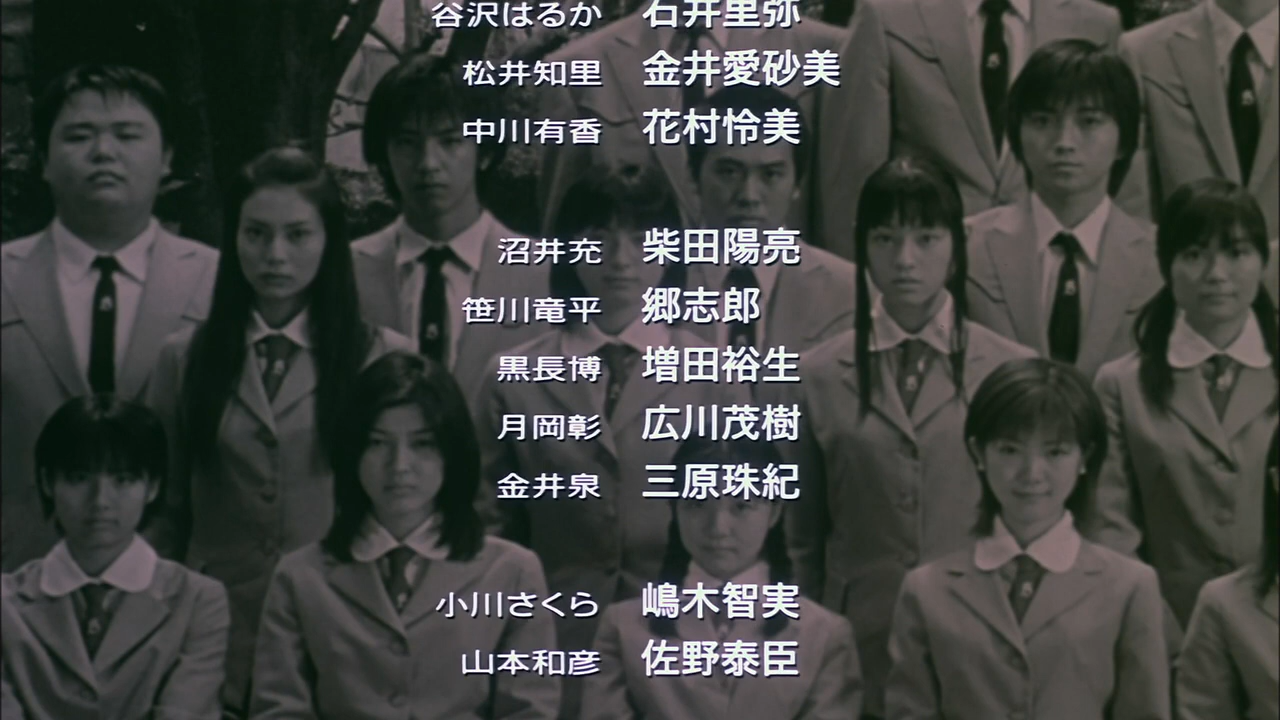 谷沢はるか 石井里弥
松井知里 金井愛砂美
中川有香 花村怜美
沼井充 柴田陽亮
笹川竜平 郷志郎
黒長博 増田裕生
月岡彰 広川茂樹
金井泉 三原珠紀
小川さくら 嶋木智実
山本和彦 佐野泰臣